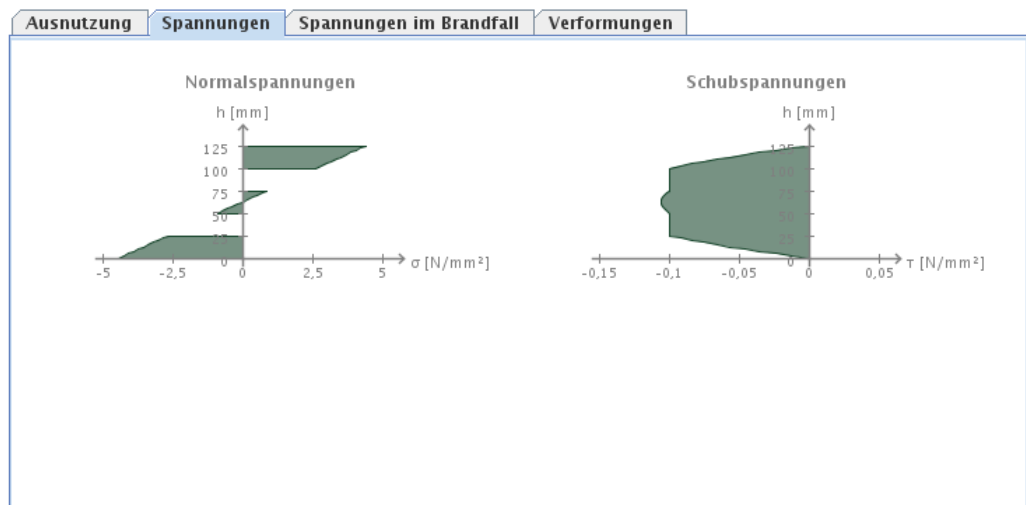 Ausnutzung Spannungen Spannungen im Brandfall Verformungen
Normalspannungen
h [mm]
125
100
75
50
25
0
-5 -2,5 0 2,5 5 σ [N/mm²]
Schubspannungen
h [mm]
125
100
75
50
25
0
-0,15 -0,1 -0,05 0 0,05 τ [N/mm²]